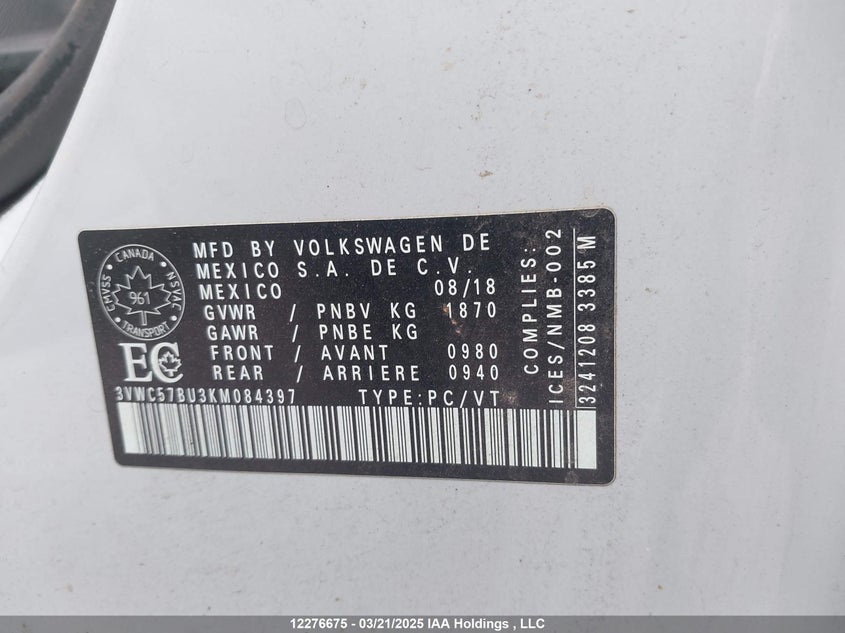 MFD BY VOLKSWAGEN DE
MEXICO S.A. DE C.V.
MEXICO 08/18
GVWR / PNBV KG 1870
GAWR / PNBE KG
FRONT / AVANT 0980
REAR / ARRIERE 0940
3VWC57BU3KM084397 TYPE:PC/VT
CANADA
CMVSS
NSVAC
961
TRANSPORT
EC
COMPLIES:
ICES/NMB-002
3241208 3385 M
12276675 - 03/21/2025 IAA Holdings , LLC